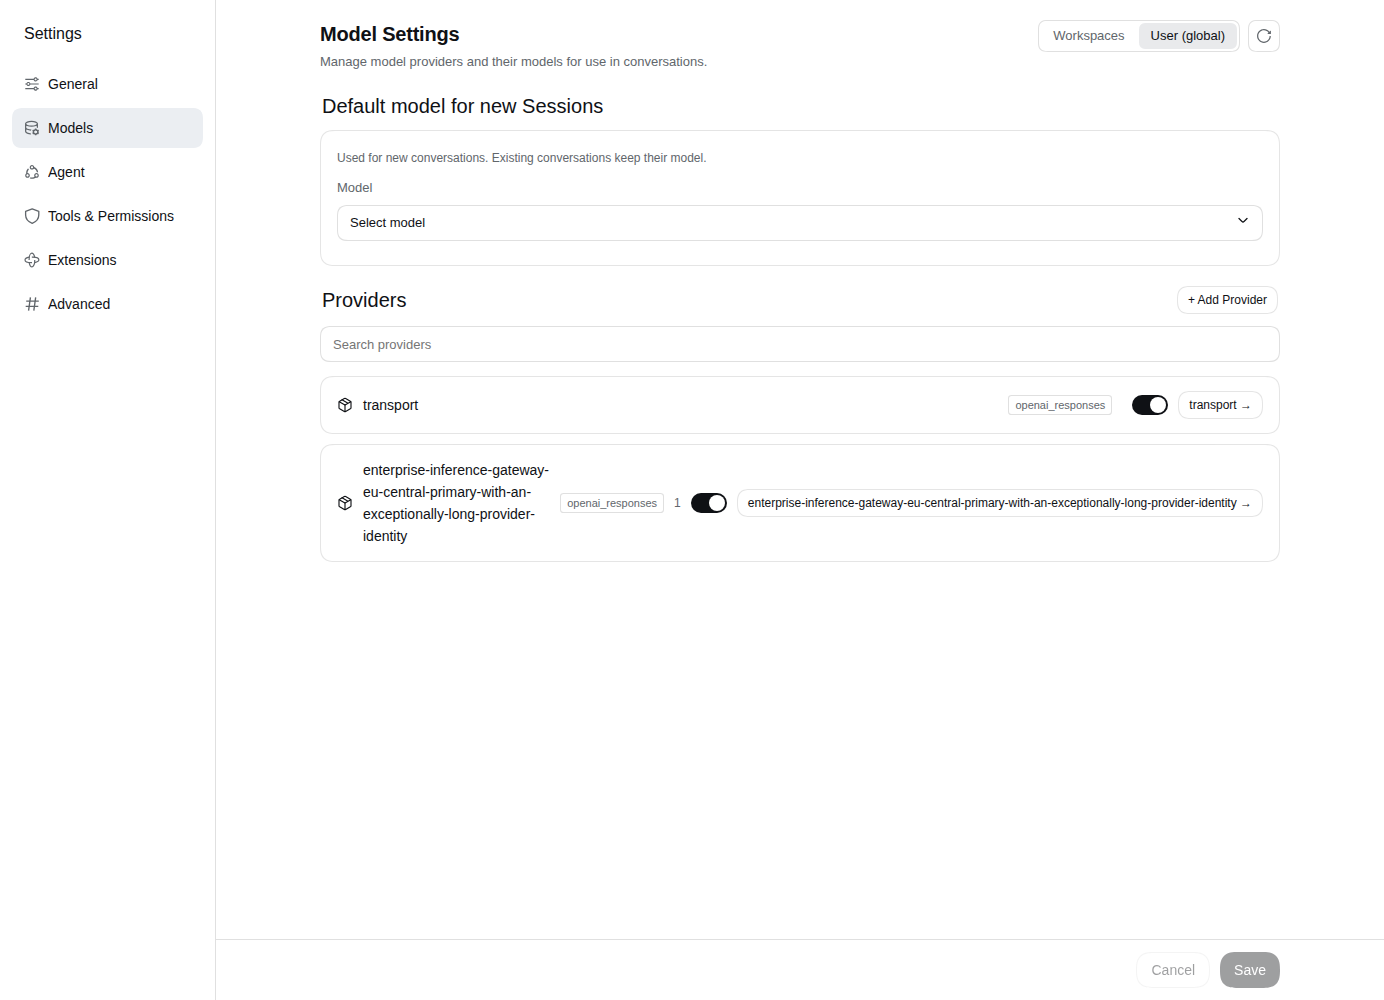 Settings
General
Models
Agent
Tools & Permissions
Extensions
Advanced
Model Settings
Workspaces
User (global)
Manage model providers and their models for use in conversations.
Default model for new Sessions
Used for new conversations. Existing conversations keep their model.
Model
Select model
Providers
+ Add Provider
Search providers
transport
openai_responses
transport →
enterprise-inference-gateway-
eu-central-primary-with-an-
exceptionally-long-provider-
identity
openai_responses
1
enterprise-inference-gateway-eu-central-primary-with-an-exceptionally-long-provider-identity →
Cancel
Save